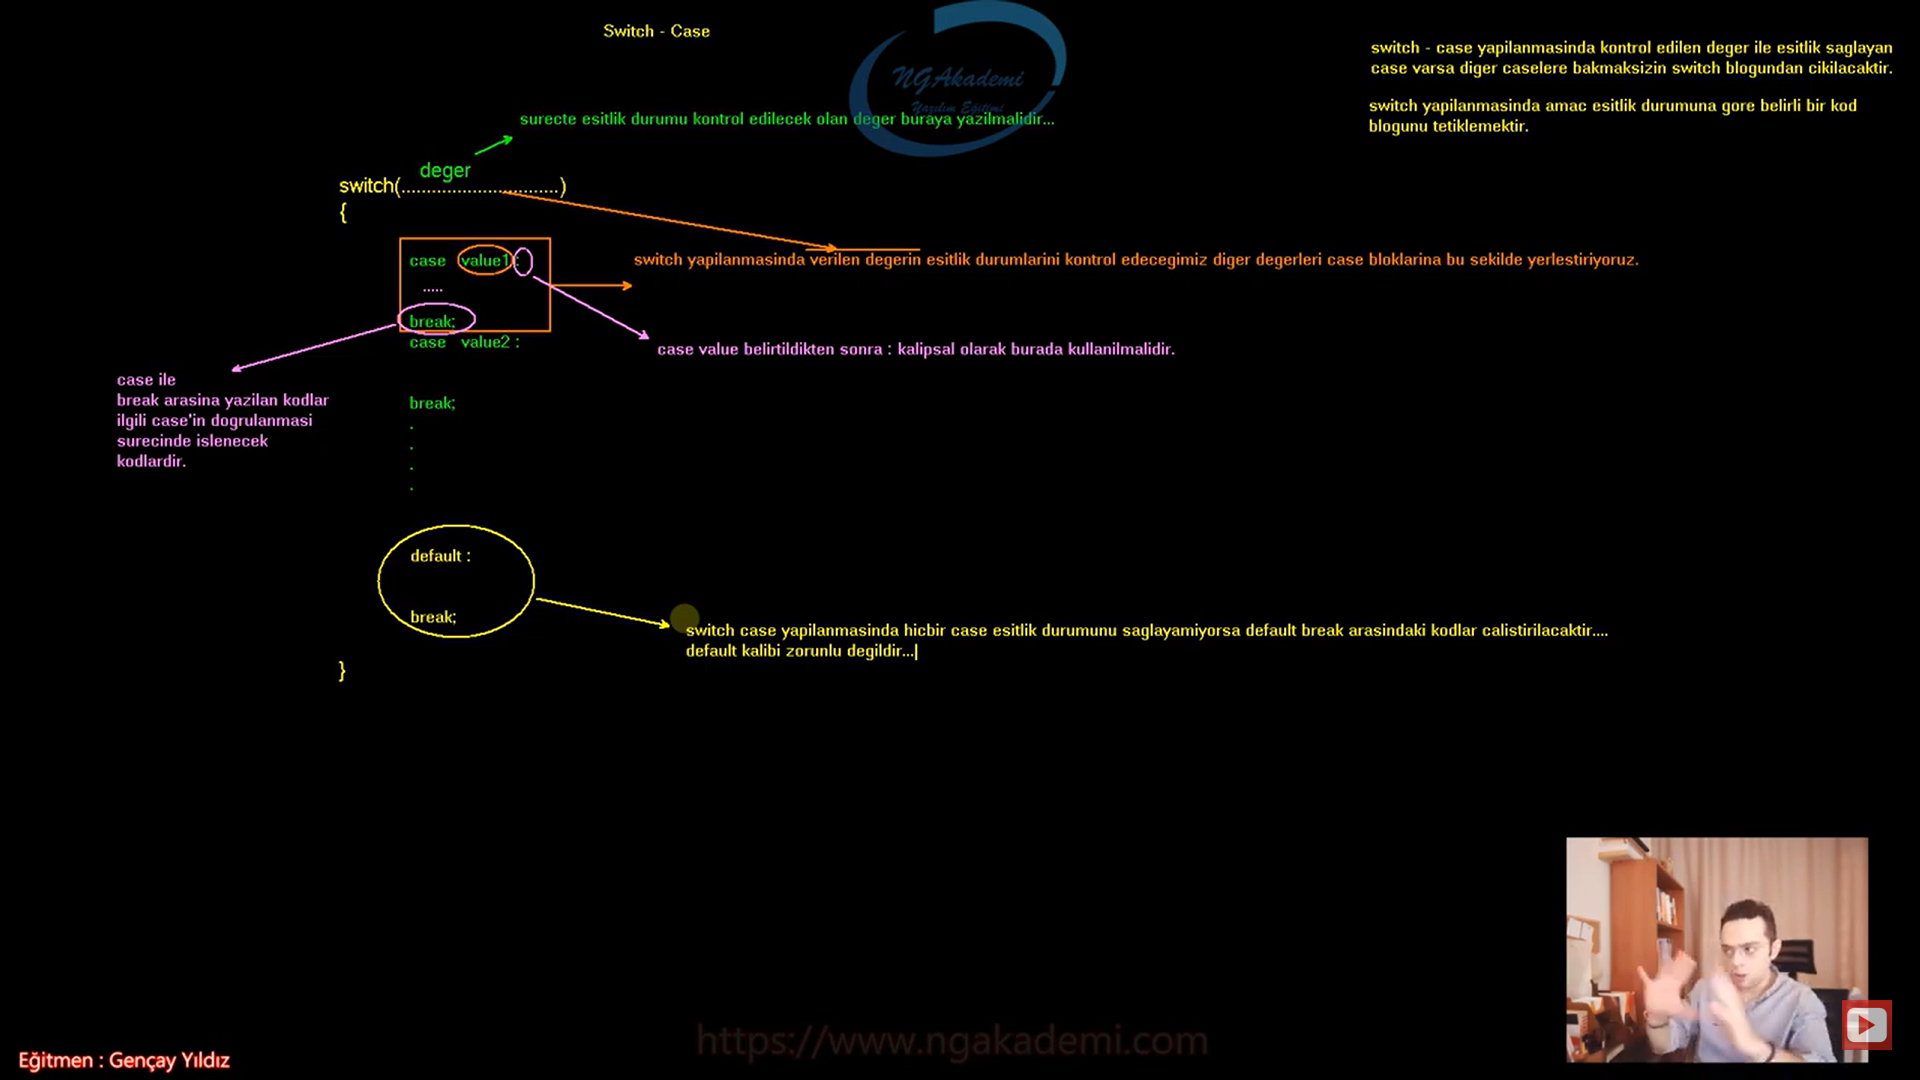 Switch - Case
NGAkademi
Yazılım Eğitimi
switch - case yapilanmasinda kontrol edilen deger ile esitlik saglayan
case varsa diger caselere bakmaksizin switch blogundan cikilacaktir.
switch yapilanmasinda amac esitlik durumuna gore belirli bir kod
blogunu tetiklemektir.
surecte esitlik durumu kontrol edilecek olan deger buraya yazilmalidir...
deger
switch(...............................)
{
case value1 :
switch yapilanmasinda verilen degerin esitlik durumlarini kontrol edecegimiz diger degerleri case bloklarina bu sekilde yerlestiriyoruz.
.....
break;
case value2 :
case value belirtildikten sonra : kalipsal olarak burada kullanilmalidir.
case ile
break arasina yazilan kodlar
ilgili case'in dogrulanmasi
surecinde islenecek
kodlardir.
break;
.
.
.
.
default :
break;
switch case yapilanmasinda hicbir case esitlik durumunu saglayamiyorsa default break arasindaki kodlar calistirilacaktir....
default kalibi zorunlu degildir...
}
https://www.ngakademi.com
Eğitmen : Gençay Yıldız